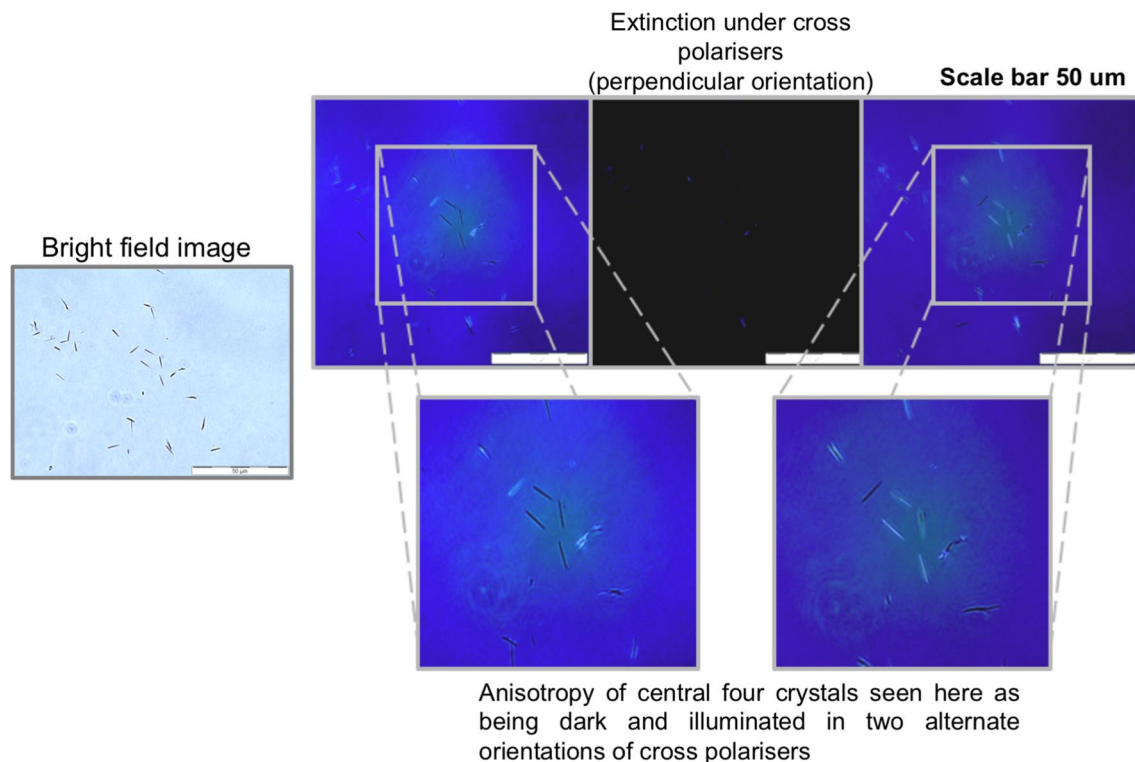 Extinction under cross
polarisers
(perpendicular orientation)
Scale bar 50 um
Bright field image
50 µm
Anisotropy of central four crystals seen here as
being dark and illuminated in two alternate
orientations of cross polarisers